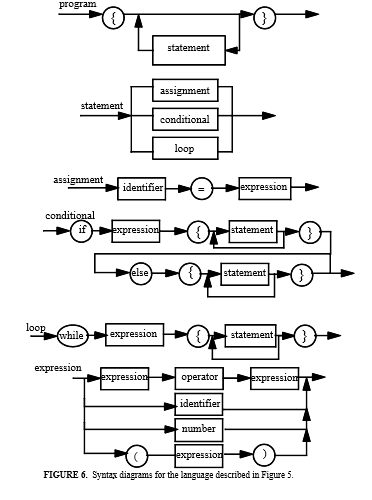 program
{ }
statement
assignment
statement
conditional
loop
assignment
identifier = expression
conditional
if expression { statement }
else { statement }
loop
while expression { statement }
expression
expression operator expression
identifier
number
( expression )
FIGURE 6. Syntax diagrams for the language described in Figure 5.